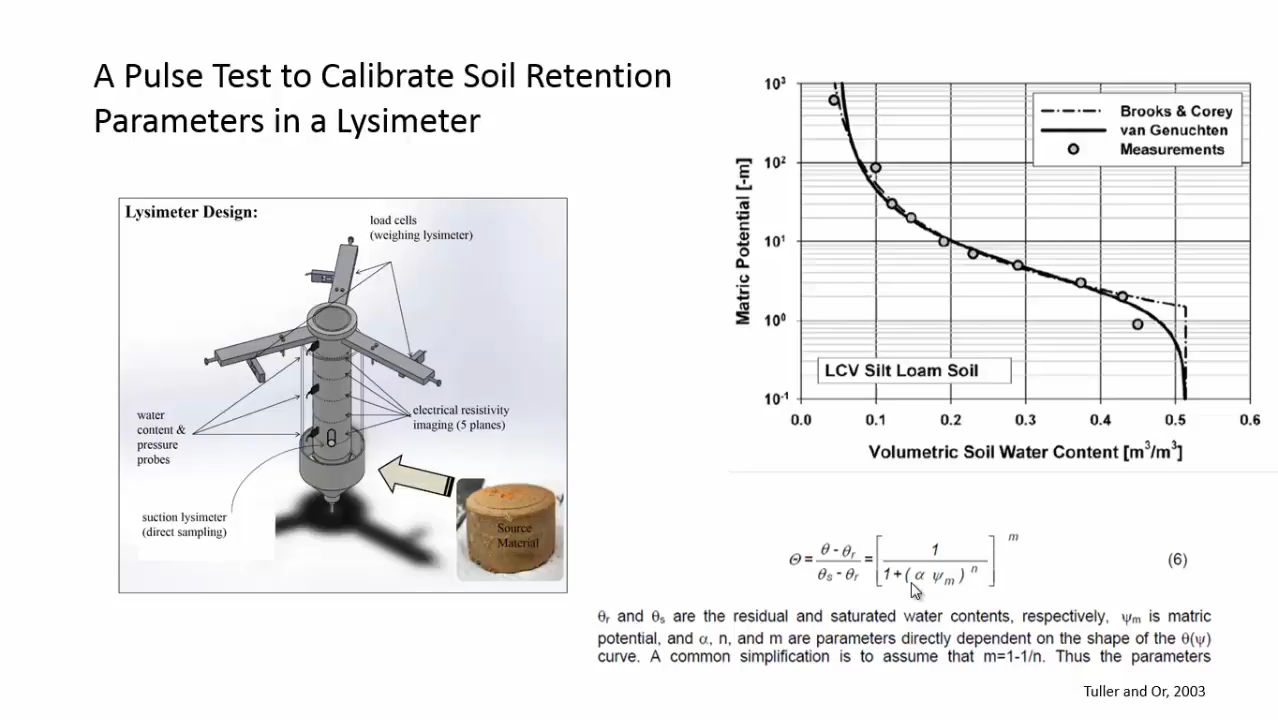 A Pulse Test to Calibrate Soil Retention
Parameters in a Lysimeter
Lysimeter Design:
load cells
(weighing lysimeter)
water
content &
pressure
probes
electrical resistivity
imaging (5 planes)
suction lysimeter
(direct sampling)
Source
Material
Matric Potential [-m]
10³
10²
10¹
10⁰
10⁻¹
Brooks & Corey
van Genuchten
Measurements
LCV Silt Loam Soil
0.0 0.1 0.2 0.3 0.4 0.5 0.6
Volumetric Soil Water Content [m³/m³]
Θ = (θ - θr)/(θs - θr) = [1/(1 + (α ψm)ⁿ)]ᵐ (6)
θr and θs are the residual and saturated water contents, respectively, ψm is matric
potential, and α, n, and m are parameters directly dependent on the shape of the θ(ψ)
curve. A common simplification is to assume that m=1-1/n. Thus the parameters
Tuller and Or, 2003